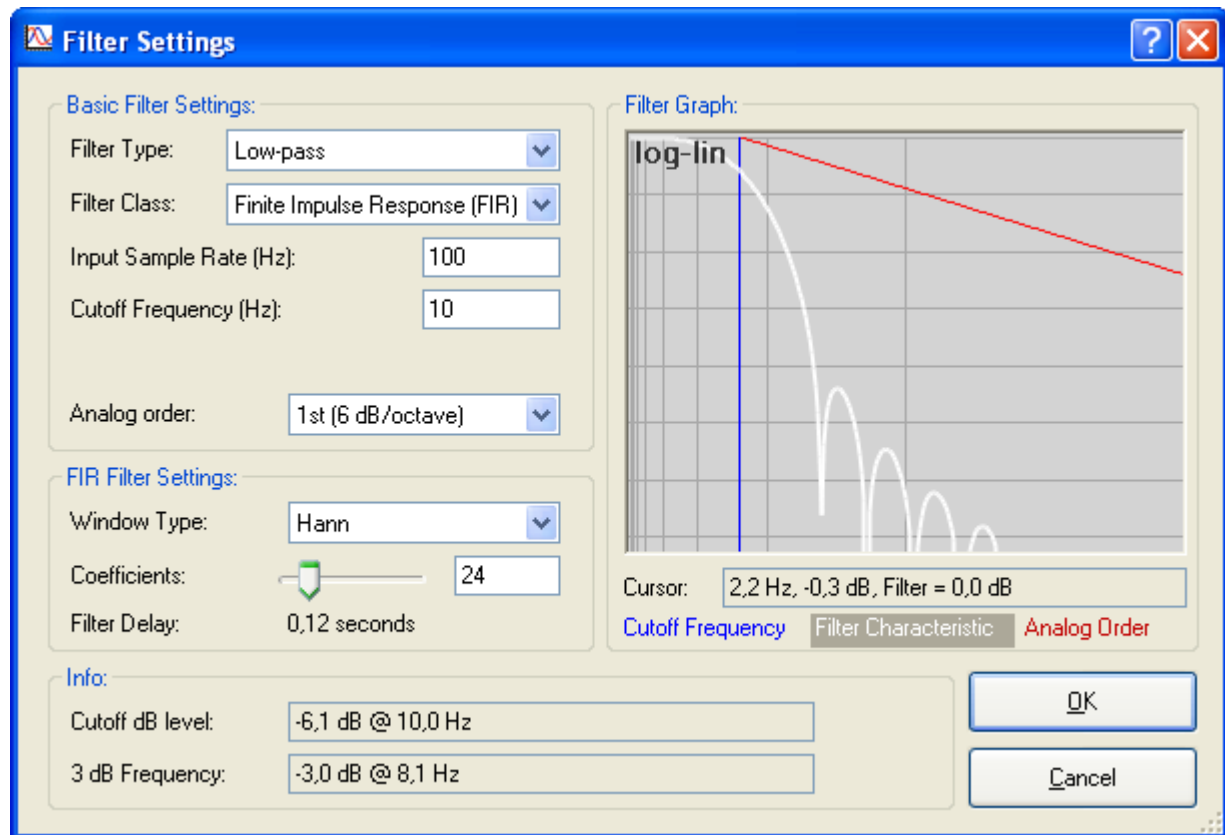 Filter Settings
Basic Filter Settings:
Filter Type: Low-pass
Filter Class: Finite Impulse Response (FIR)
Input Sample Rate (Hz): 100
Cutoff Frequency (Hz): 10
Analog order: 1st (6 dB/octave)
FIR Filter Settings:
Window Type: Hann
Coefficients: 24
Filter Delay: 0,12 seconds
Filter Graph:
log-lin
Cursor: 2,2 Hz, -0,3 dB, Filter = 0,0 dB
Cutoff Frequency Filter Characteristic Analog Order
Info:
Cutoff dB level: -6,1 dB @ 10,0 Hz
3 dB Frequency: -3,0 dB @ 8,1 Hz
OK
Cancel